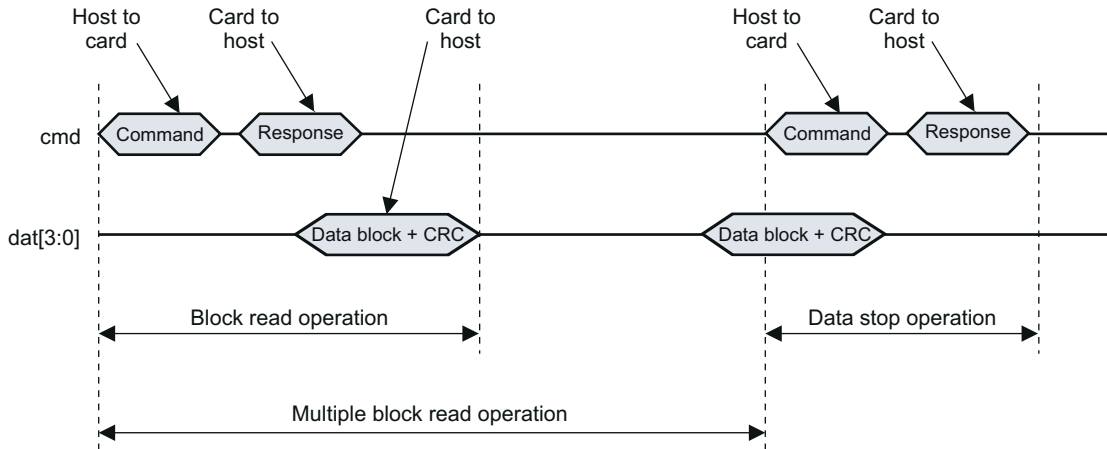 Host to
card
Card to
host
Card to
host
Host to
card
Card to
host
cmd
Command
Response
Command
Response
dat[3:0]
Data block + CRC
Data block + CRC
Block read operation
Data stop operation
Multiple block read operation